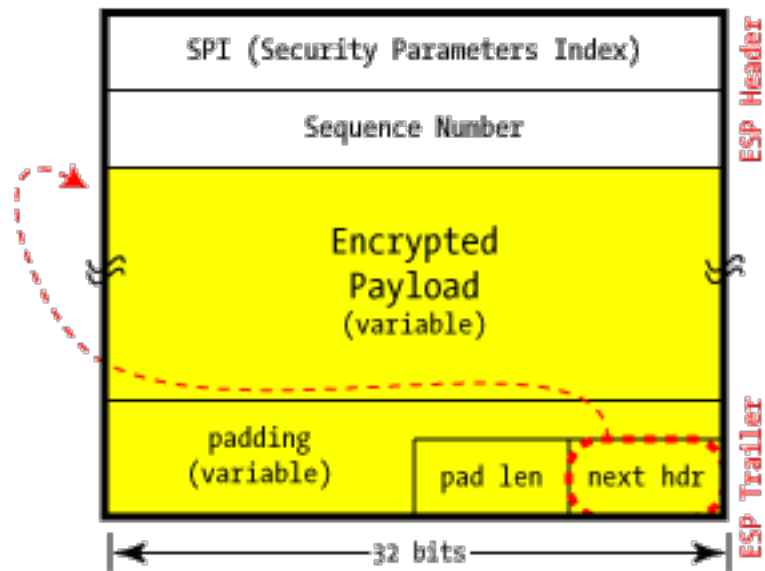 SPI (Security Parameters Index)
ESP Header
Sequence Number
Encrypted
Payload
(variable)
padding
(variable)
pad len
next hdr
ESP Trailer
32 bits